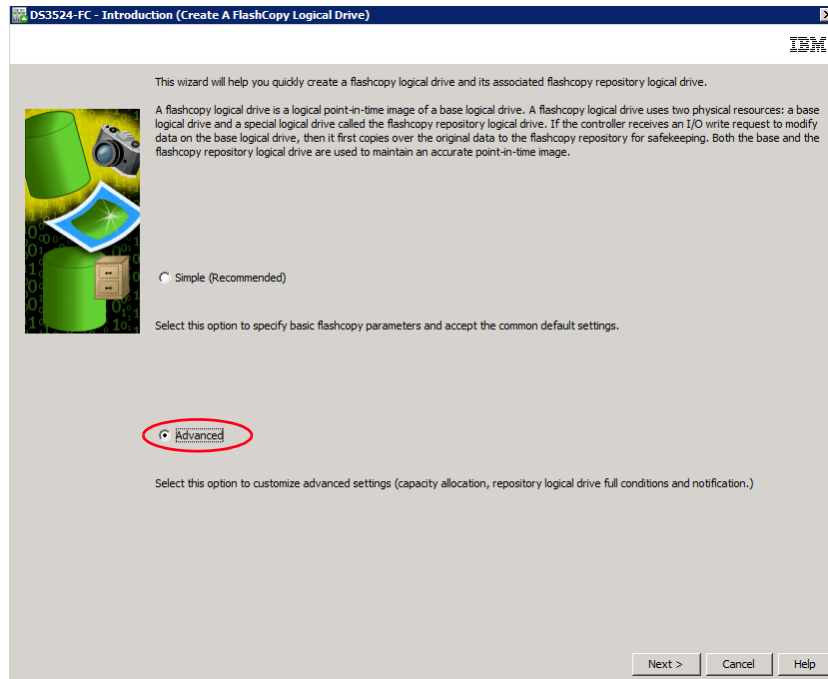 DS3524-FC - Introduction (Create A FlashCopy Logical Drive)
IBM
This wizard will help you quickly create a flashcopy logical drive and its associated flashcopy repository logical drive.
A flashcopy logical drive is a logical point-in-time image of a base logical drive. A flashcopy logical drive uses two physical resources: a base
logical drive and a special logical drive called the flashcopy repository logical drive. If the controller receives an I/O write request to modify
data on the base logical drive, then it first copies over the original data to the flashcopy repository for safekeeping. Both the base and the
flashcopy repository logical drive are used to maintain an accurate point-in-time image.
Simple (Recommended)
Select this option to specify basic flashcopy parameters and accept the common default settings.
Advanced
Select this option to customize advanced settings (capacity allocation, repository logical drive full conditions and notification.)
Next > Cancel Help